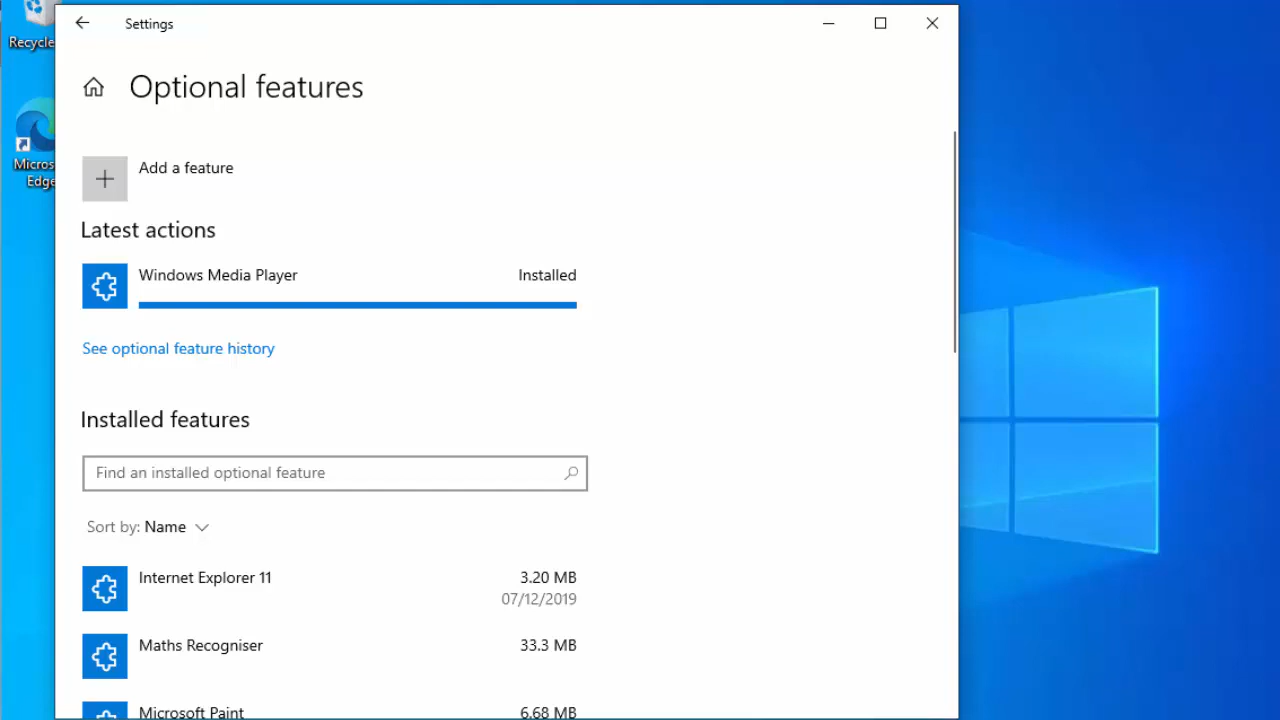 Settings
Recycle
Optional features
Micros
Edge
Add a feature
Latest actions
Windows Media Player Installed
See optional feature history
Installed features
Find an installed optional feature
Sort by: Name
Internet Explorer 11 3.20 MB
07/12/2019
Maths Recogniser 33.3 MB
Microsoft Paint 6.68 MB